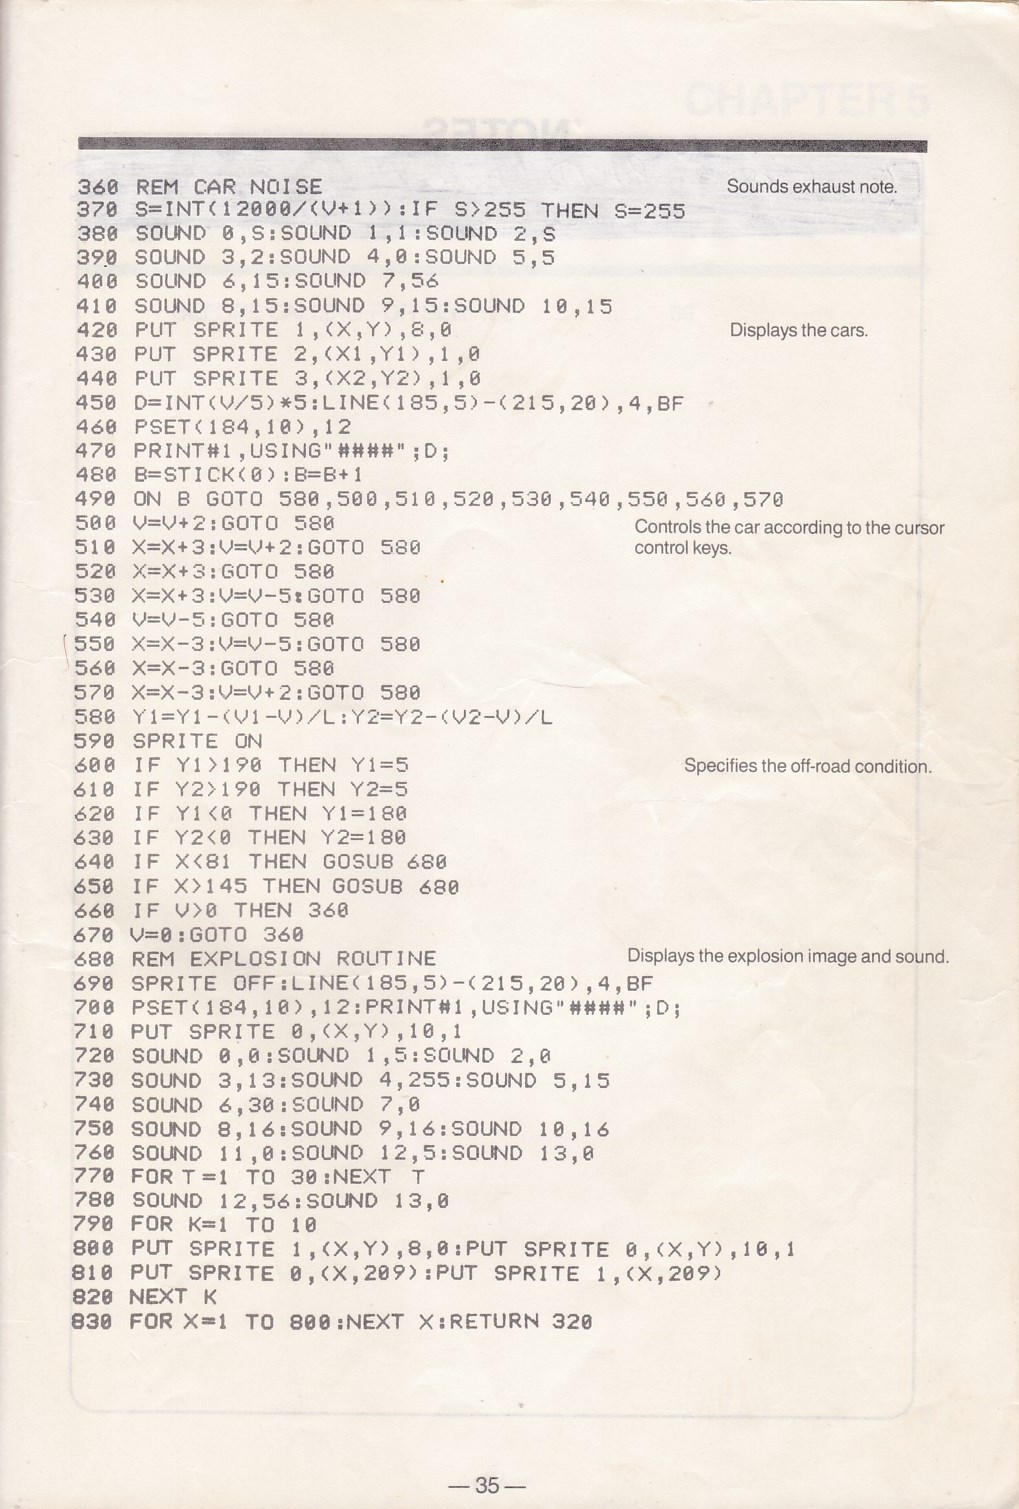 CHAPTER 5
NOTES
360 REM CAR NOISE Sounds exhaust note.
370 S=INT(12000/(V+1)):IF S>255 THEN S=255
380 SOUND 0,S:SOUND 1,1:SOUND 2,S
390 SOUND 3,2:SOUND 4,0:SOUND 5,5
400 SOUND 6,15:SOUND 7,56
410 SOUND 8,15:SOUND 9,15:SOUND 10,15
420 PUT SPRITE 1,(X,Y),8,0 Displays the cars.
430 PUT SPRITE 2,(X1,Y1),1,0
440 PUT SPRITE 3,(X2,Y2),1,0
450 D=INT(V/5)*5:LINE(185,5)-(215,20),4,BF
460 PSET(184,10),12
470 PRINT#1,USING"####";D;
480 B=STICK(0):B=B+1
490 ON B GOTO 580,500,510,520,530,540,550,560,570
500 V=V+2:GOTO 580 Controls the car according to the cursor
510 X=X+3:V=V+2:GOTO 580 control keys.
520 X=X+3:GOTO 580
530 X=X+3:V=V-5:GOTO 580
540 V=V-5:GOTO 580
550 X=X-3:V=V-5:GOTO 580
560 X=X-3:GOTO 580
570 X=X-3:V=V+2:GOTO 580
580 Y1=Y1-(V1-V)/L:Y2=Y2-(V2-V)/L
590 SPRITE ON
600 IF Y1>190 THEN Y1=5 Specifies the off-road condition.
610 IF Y2>190 THEN Y2=5
620 IF Y1<0 THEN Y1=180
630 IF Y2<0 THEN Y2=180
640 IF X<81 THEN GOSUB 680
650 IF X>145 THEN GOSUB 680
660 IF V>0 THEN 360
670 V=0:GOTO 360
680 REM EXPLOSION ROUTINE Displays the explosion image and sound.
690 SPRITE OFF:LINE(185,5)-(215,20),4,BF
700 PSET(184,10),12:PRINT#1,USING"####";D;
710 PUT SPRITE 0,(X,Y),10,1
720 SOUND 0,0:SOUND 1,5:SOUND 2,0
730 SOUND 3,13:SOUND 4,255:SOUND 5,15
740 SOUND 6,30:SOUND 7,0
750 SOUND 8,16:SOUND 9,16:SOUND 10,16
760 SOUND 11,0:SOUND 12,5:SOUND 13,0
770 FOR T=1 TO 30:NEXT T
780 SOUND 12,56:SOUND 13,0
790 FOR K=1 TO 10
800 PUT SPRITE 1,(X,Y),8,0:PUT SPRITE 0,(X,Y),10,1
810 PUT SPRITE 0,(X,209):PUT SPRITE 1,(X,209)
820 NEXT K
830 FOR X=1 TO 800:NEXT X:RETURN 320
— 35 —